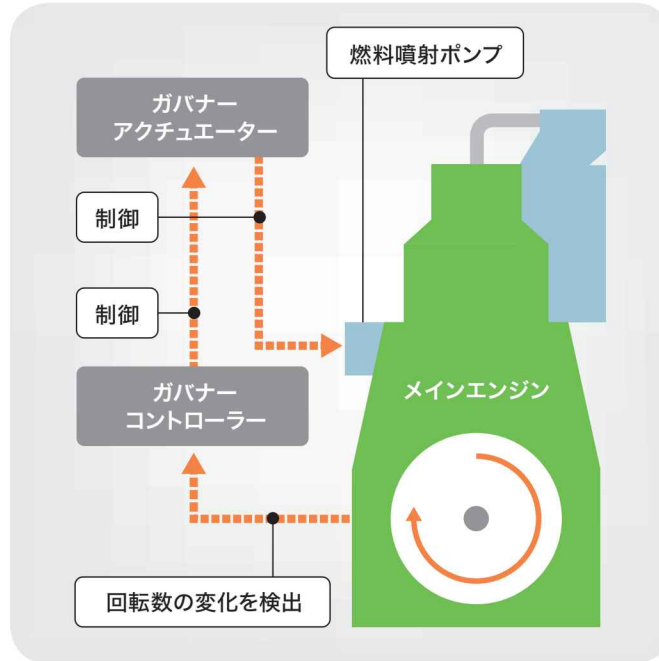 燃料噴射ポンプ
ガバナー
アクチュエーター
制御
制御
ガバナー
コントローラー
メインエンジン
回転数の変化を検出